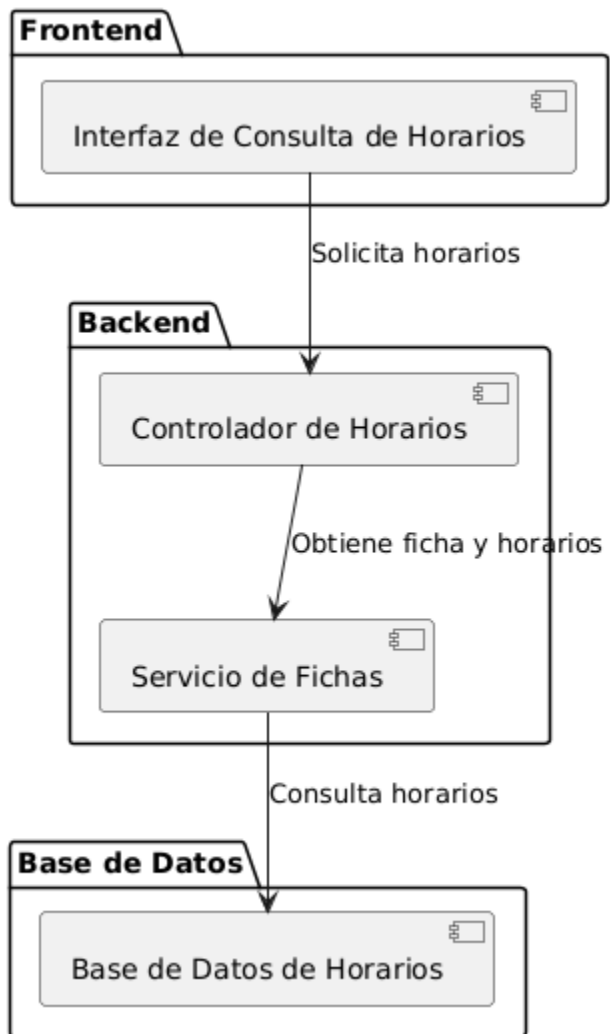 Frontend
Interfaz de Consulta de Horarios
Solicita horarios
Backend
Controlador de Horarios
Obtiene ficha y horarios
Servicio de Fichas
Consulta horarios
Base de Datos
Base de Datos de Horarios